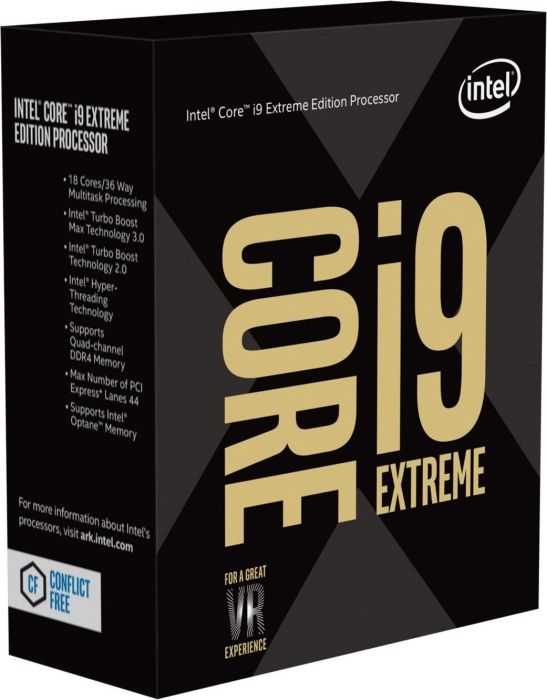 INTEL® CORE™ i9 EXTREME
EDITION PROCESSOR
• 18 Cores/36 Way
Multitask Processing
• Intel® Turbo Boost
Max Technology 3.0
• Intel® Turbo Boost
Technology 2.0
• Intel® Hyper-
Threading
Technology
• Supports
Quad-channel
DDR4 Memory
• Max Number of PCI
Express* Lanes 44
• Supports Intel®
Optane™ Memory
For more information about Intel's
processors, visit ark.intel.com
CF
CONFLICT
FREE
Intel® Core™ i9 Extreme Edition Processor
intel®
CORE
i9
EXTREME
FOR A GREAT
VR
EXPERIENCE